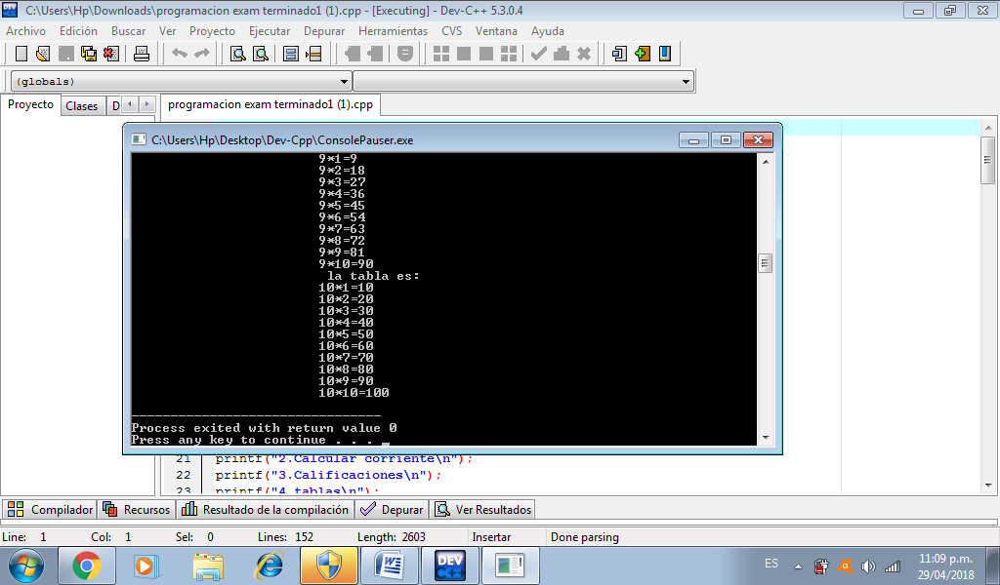 C:\Users\Hp\Downloads\programacion exam terminado1 (1).cpp - [Executing] - Dev-C++ 5.3.0.4
Archivo Edición Buscar Ver Proyecto Ejecutar Depurar Herramientas CVS Ventana Ayuda
(globals)
Proyecto Clases D
programacion exam terminado1 (1).cpp
C:\Users\Hp\Desktop\Dev-Cpp\ConsolePauser.exe
9*1=9
9*2=18
9*3=27
9*4=36
9*5=45
9*6=54
9*7=63
9*8=72
9*9=81
9*10=90
la tabla es:
10*1=10
10*2=20
10*3=30
10*4=40
10*5=50
10*6=60
10*7=70
10*8=80
10*9=90
10*10=100
--------------------------------
Process exited with return value 0
Press any key to continue . . . _
21 printf("2.Calcular corriente\n");
22 printf("3.Calificaciones\n");
23 printf("4.tablas\n");
Compilador Recursos Resultado de la compilación Depurar Ver Resultados
Line: 1 Col: 1 Sel: 0 Lines: 152 Length: 2603 Insertar Done parsing
DEV C++
ES
11:09 p.m.
29/04/2018